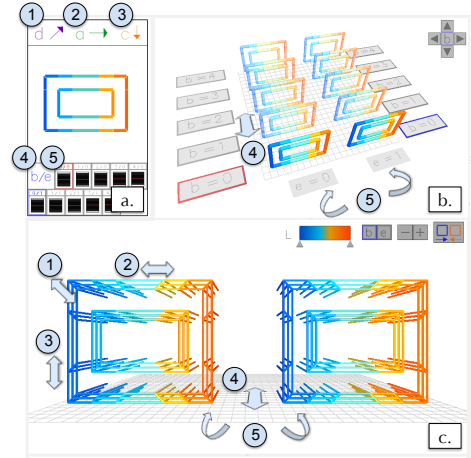 1 2 3
d a c
4 5
b/e
a.
b
b = 4
b = 3
b = 2
b = 1
b = 0
e = 0
e = 1
4
5
b.
L b e − +
1 2
3
4
5
c.